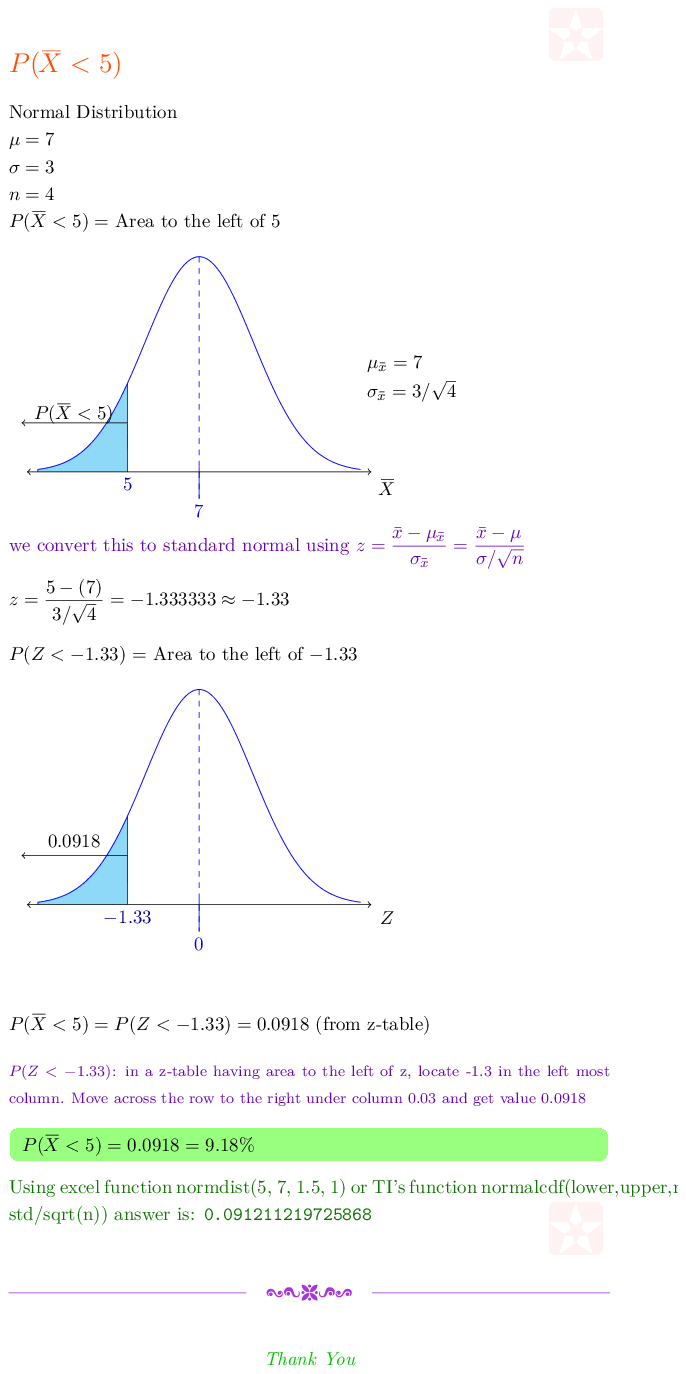 P(X̅ < 5)
Normal Distribution
μ = 7
σ = 3
n = 4
P(X̅ < 5) = Area to the left of 5
μ_x̄ = 7
σ_x̄ = 3/√4
P(X̅ < 5)
5
X̅
7
we convert this to standard normal using z = (x̄ − μ_x̄)/σ_x̄ = (x̄ − μ)/(σ/√n)
z = (5 − (7))/(3/√4) = −1.333333 ≈ −1.33
P(Z < −1.33) = Area to the left of −1.33
0.0918
−1.33
Z
0
P(X̅ < 5) = P(Z < −1.33) = 0.0918 (from z-table)
P(Z < −1.33): in a z-table having area to the left of z, locate -1.3 in the left most
column. Move across the row to the right under column 0.03 and get value 0.0918
P(X̅ < 5) = 0.0918 = 9.18%
Using excel function normdist(5, 7, 1.5, 1) or TI's function normalcdf(lower,upper,
std/sqrt(n)) answer is: 0.091211219725868
Thank You